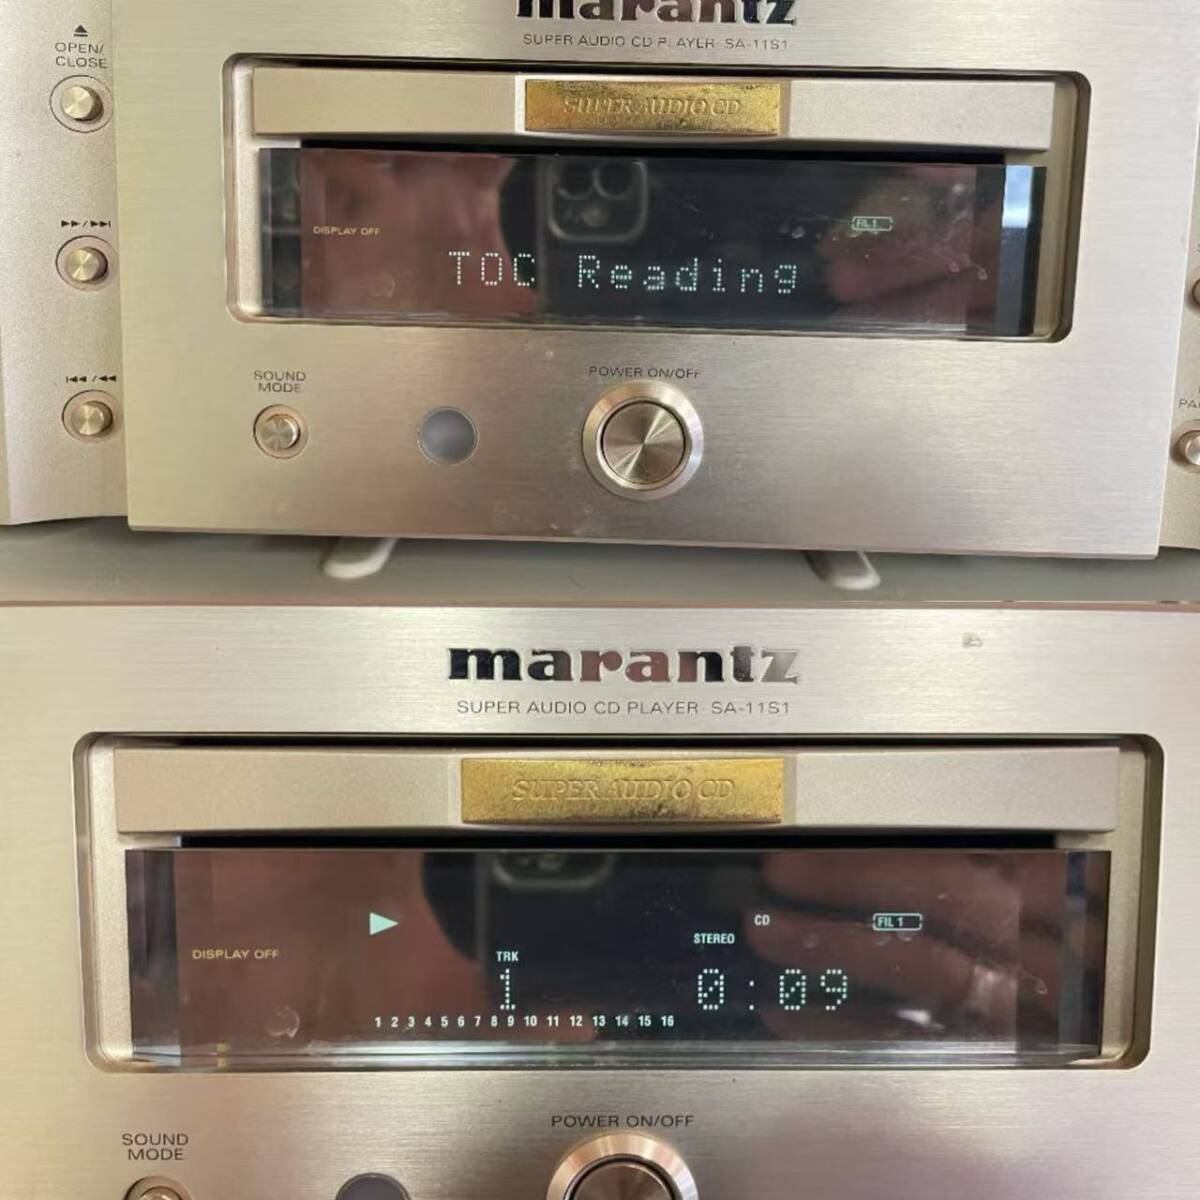 marantz
SUPER AUDIO CD PLAYER SA-11S1
OPEN/
CLOSE
SUPER AUDIO CD
DISPLAY OFF
FIL 1
TOC Reading
SOUND
MODE
POWER ON/OFF
marantz
SUPER AUDIO CD PLAYER SA-11S1
SUPER AUDIO CD
CD
FIL 1
STEREO
DISPLAY OFF
TRK
1 0:09
1 2 3 4 5 6 7 8 9 10 11 12 13 14 15 16
POWER ON/OFF
SOUND
MODE